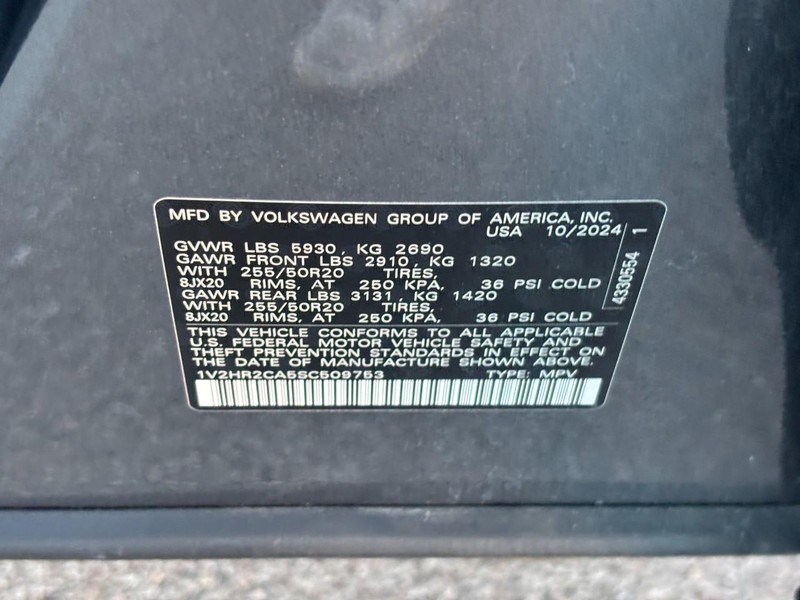 MFD BY VOLKSWAGEN GROUP OF AMERICA, INC.
USA 10/2024
GVWR LBS 5930, KG 2690
GAWR FRONT LBS 2910, KG 1320
WITH 255/50R20 TIRES,
8JX20 RIMS, AT 250 KPA, 36 PSI COLD
GAWR REAR LBS 3131, KG 1420
WITH 255/50R20 TIRES,
8JX20 RIMS, AT 250 KPA, 36 PSI COLD
4330554 1
THIS VEHICLE CONFORMS TO ALL APPLICABLE
U.S. FEDERAL MOTOR VEHICLE SAFETY AND
THEFT PREVENTION STANDARDS IN EFFECT ON
THE DATE OF MANUFACTURE SHOWN ABOVE.
1V2HR2CA5SC509753 TYPE: MPV